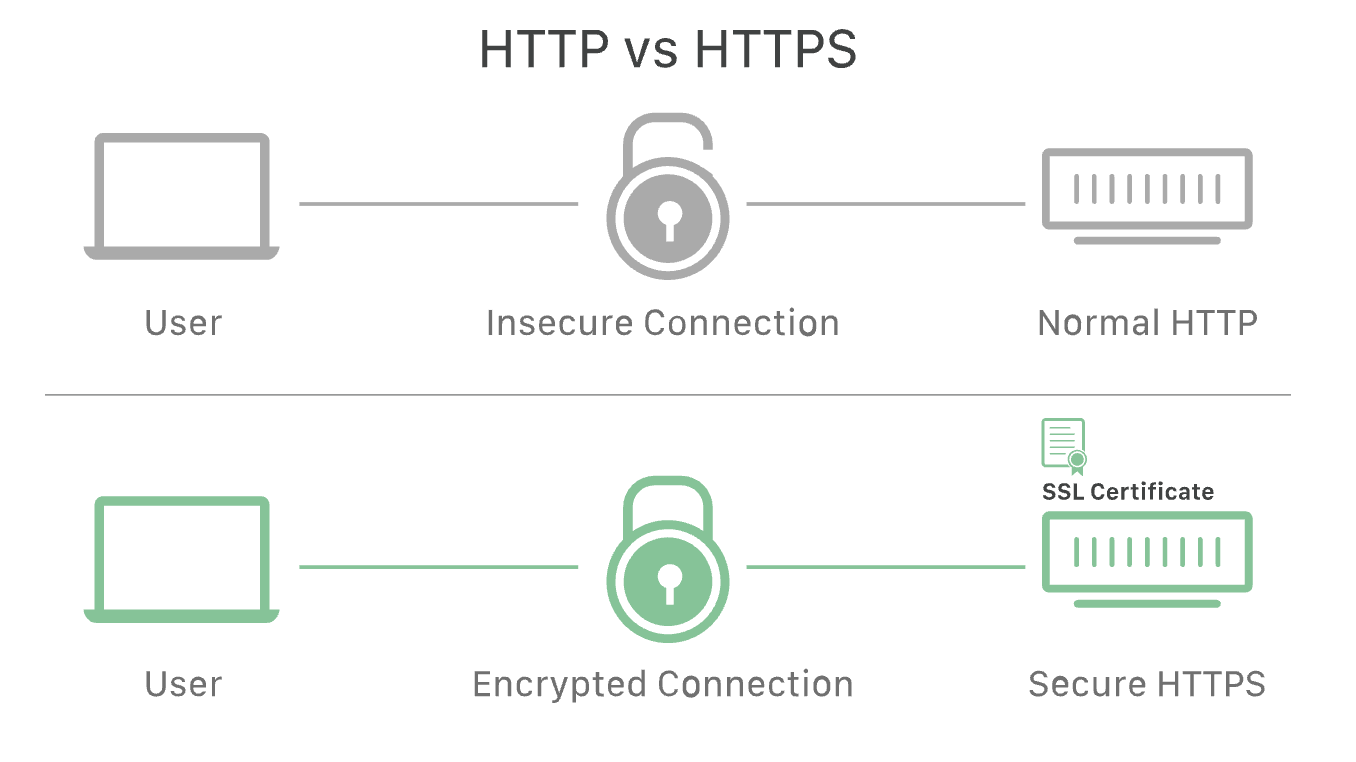 HTTP vs HTTPS
User
Insecure Connection
Normal HTTP
SSL Certificate
User
Encrypted Connection
Secure HTTPS